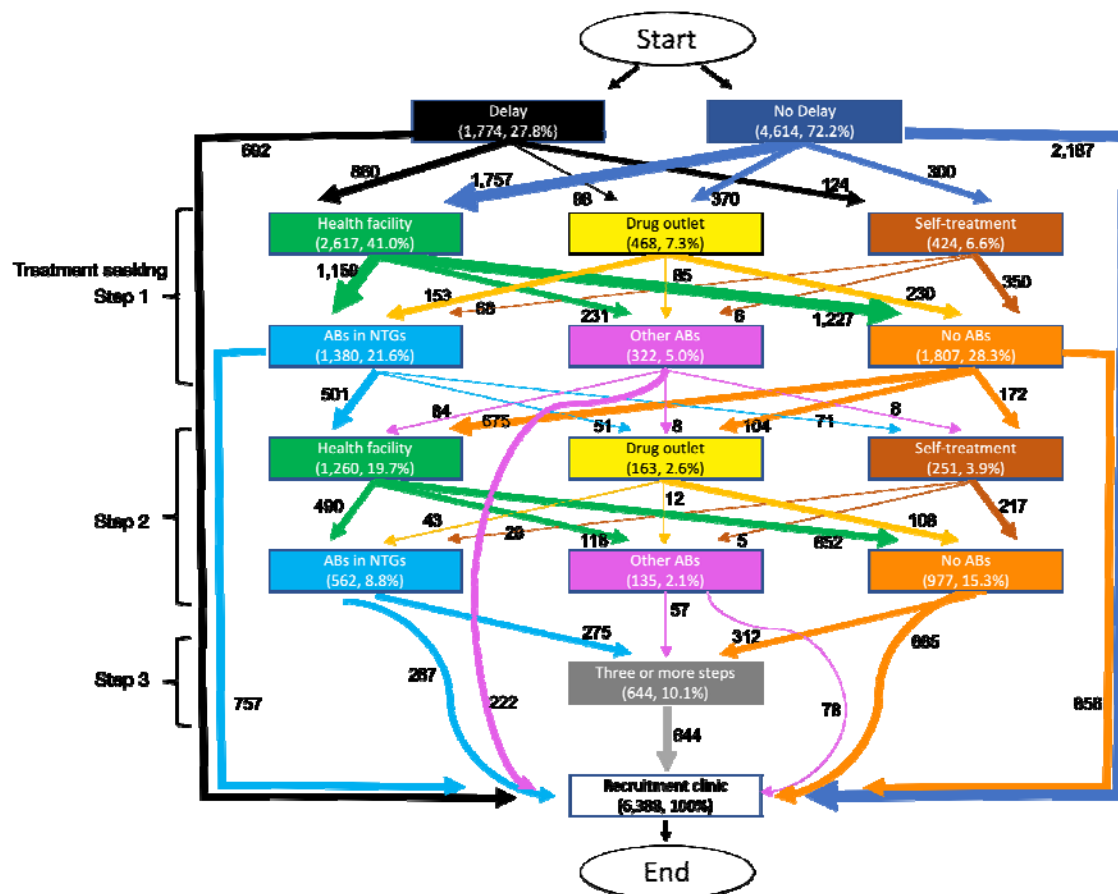 Start
Delay
(1,774, 27.8%)
No Delay
(4,614, 72.2%)
692
2,187
860
1,757
98
370
124
300
Health facility
(2,617, 41.0%)
Drug outlet
(468, 7.3%)
Self-treatment
(424, 6.6%)
Treatment seeking
Step 1
1,159
153
68
231
85
6
1,227
230
350
ABs in NTGs
(1,380, 21.6%)
Other ABs
(322, 5.0%)
No ABs
(1,807, 28.3%)
501
84
675
51
8
104
71
8
172
Health facility
(1,260, 19.7%)
Drug outlet
(163, 2.6%)
Self-treatment
(251, 3.9%)
Step 2
490
43
29
118
12
5
652
108
217
ABs in NTGs
(562, 8.8%)
Other ABs
(135, 2.1%)
No ABs
(977, 15.3%)
275
57
312
665
Step 3
Three or more steps
(644, 10.1%)
757
287
222
78
856
644
Recruitment clinic
(6,388, 100%)
End